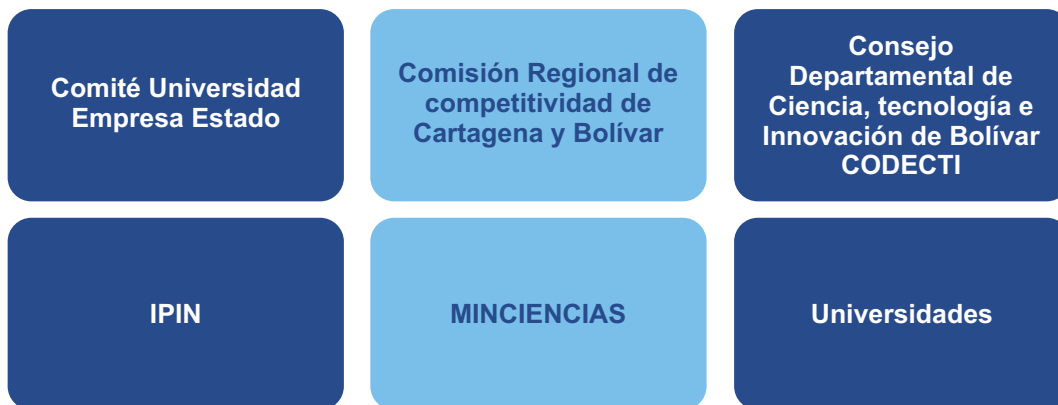 Comité Universidad
Empresa Estado
Comisión Regional de
competitividad de
Cartagena y Bolívar
Consejo
Departamental de
Ciencia, tecnología e
Innovación de Bolívar
CODECTI
IPIN
MINCIENCIAS
Universidades